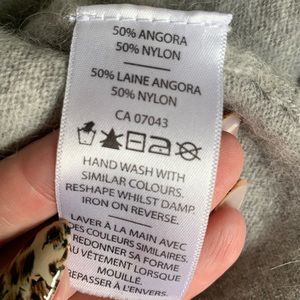 50% ANGORA
50% NYLON
50% LAINE ANGORA
50% NYLON
CA 07043
HAND WASH WITH
SIMILAR COLOURS.
RESHAPE WHILST DAMP.
IRON ON REVERSE.
LAVER À LA MAIN AVEC
DES COULEURS SIMILAIRES.
REDONNER SA FORME
AU VÊTEMENT LORSQUE
MOUILLÉ.
REPASSER À L'ENVERS.